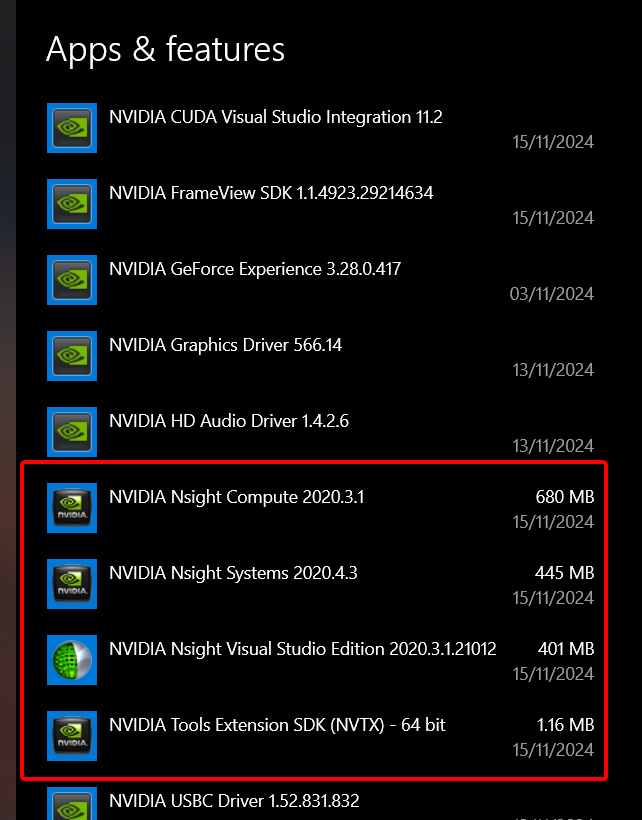 Apps & features
NVIDIA CUDA Visual Studio Integration 11.2
15/11/2024
NVIDIA FrameView SDK 1.1.4923.29214634
15/11/2024
NVIDIA GeForce Experience 3.28.0.417
03/11/2024
NVIDIA Graphics Driver 566.14
13/11/2024
NVIDIA HD Audio Driver 1.4.2.6
13/11/2024
NVIDIA Nsight Compute 2020.3.1 680 MB
NVIDIA. 15/11/2024
NVIDIA Nsight Systems 2020.4.3 445 MB
NVIDIA. 15/11/2024
NVIDIA Nsight Visual Studio Edition 2020.3.1.21012 401 MB
15/11/2024
NVIDIA Tools Extension SDK (NVTX) - 64 bit 1.16 MB
NVIDIA. 15/11/2024
NVIDIA USBC Driver 1.52.831.832